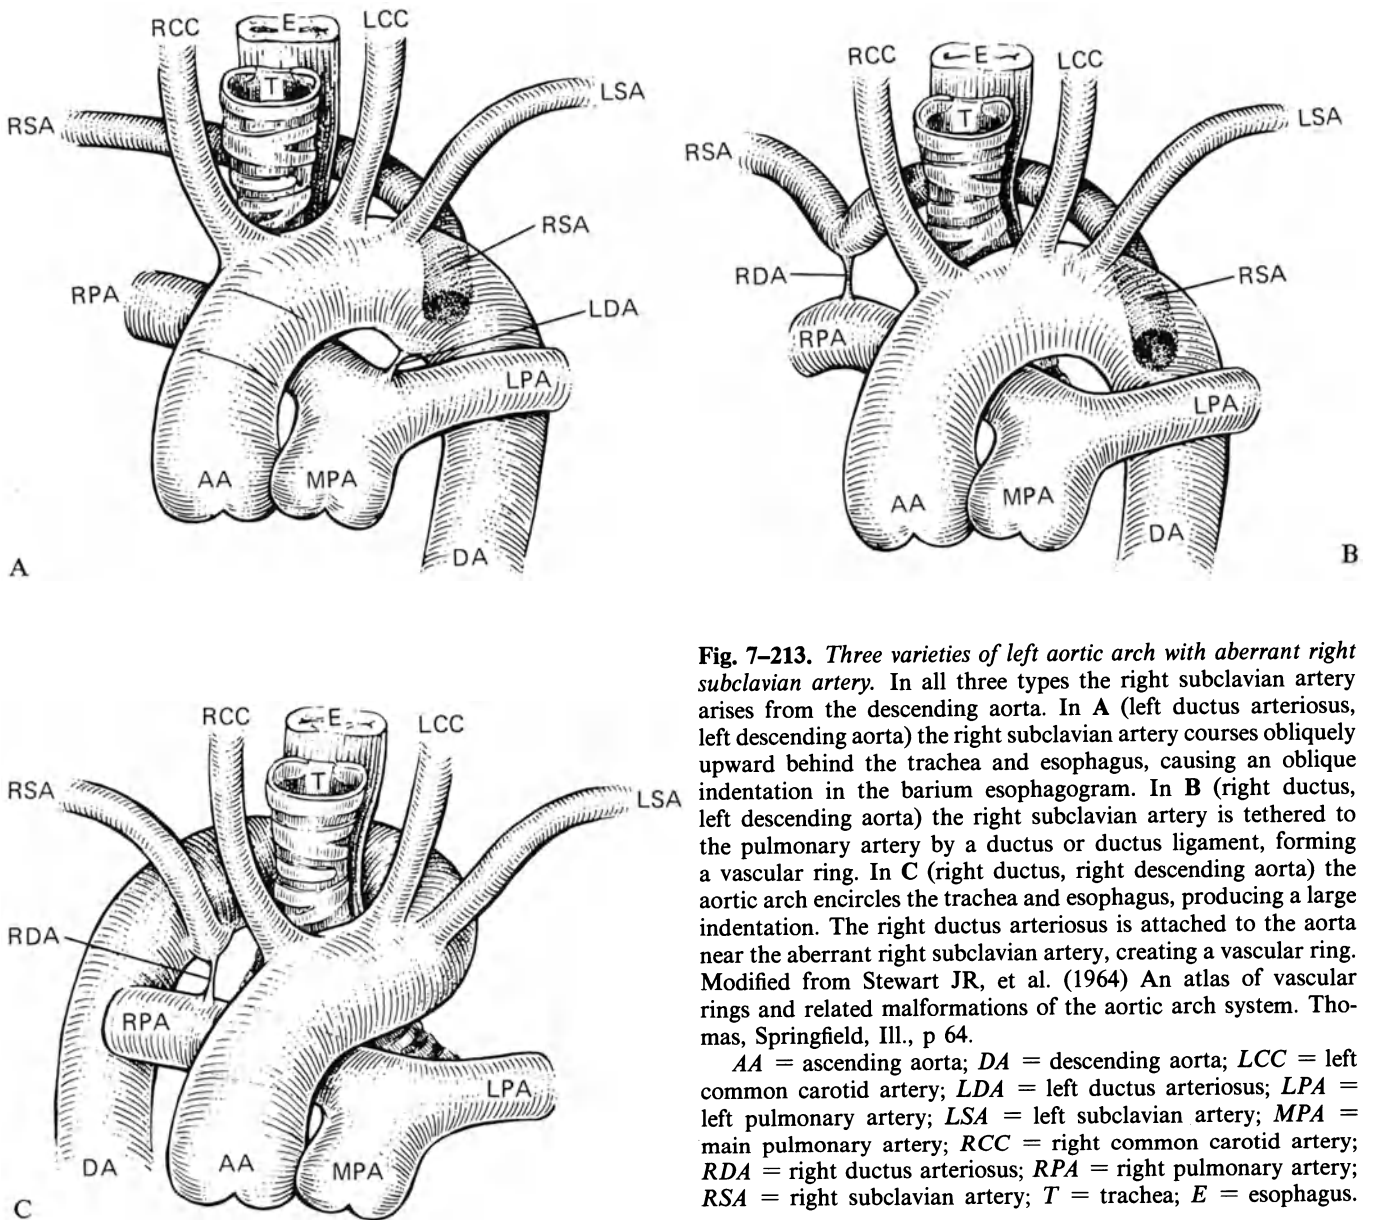 RCC
E
LCC
T
LSA
RSA
RSA
RPA
LDA
LPA
AA
MPA
DA
A
RCC
E
LCC
T
LSA
RSA
RDA
RSA
RPA
LPA
AA
MPA
DA
B
RCC
E
LCC
T
RSA
LSA
RDA
RPA
LPA
DA
AA
MPA
C
Fig. 7–213. Three varieties of left aortic arch with aberrant right
subclavian artery. In all three types the right subclavian artery
arises from the descending aorta. In A (left ductus arteriosus,
left descending aorta) the right subclavian artery courses obliquely
upward behind the trachea and esophagus, causing an oblique
indentation in the barium esophagogram. In B (right ductus,
left descending aorta) the right subclavian artery is tethered to
the pulmonary artery by a ductus or ductus ligament, forming
a vascular ring. In C (right ductus, right descending aorta) the
aortic arch encircles the trachea and esophagus, producing a large
indentation. The right ductus arteriosus is attached to the aorta
near the aberrant right subclavian artery, creating a vascular ring.
Modified from Stewart JR, et al. (1964) An atlas of vascular
rings and related malformations of the aortic arch system. Tho-
mas, Springfield, Ill., p 64.
AA = ascending aorta; DA = descending aorta; LCC = left
common carotid artery; LDA = left ductus arteriosus; LPA =
left pulmonary artery; LSA = left subclavian artery; MPA =
main pulmonary artery; RCC = right common carotid artery;
RDA = right ductus arteriosus; RPA = right pulmonary artery;
RSA = right subclavian artery; T = trachea; E = esophagus.